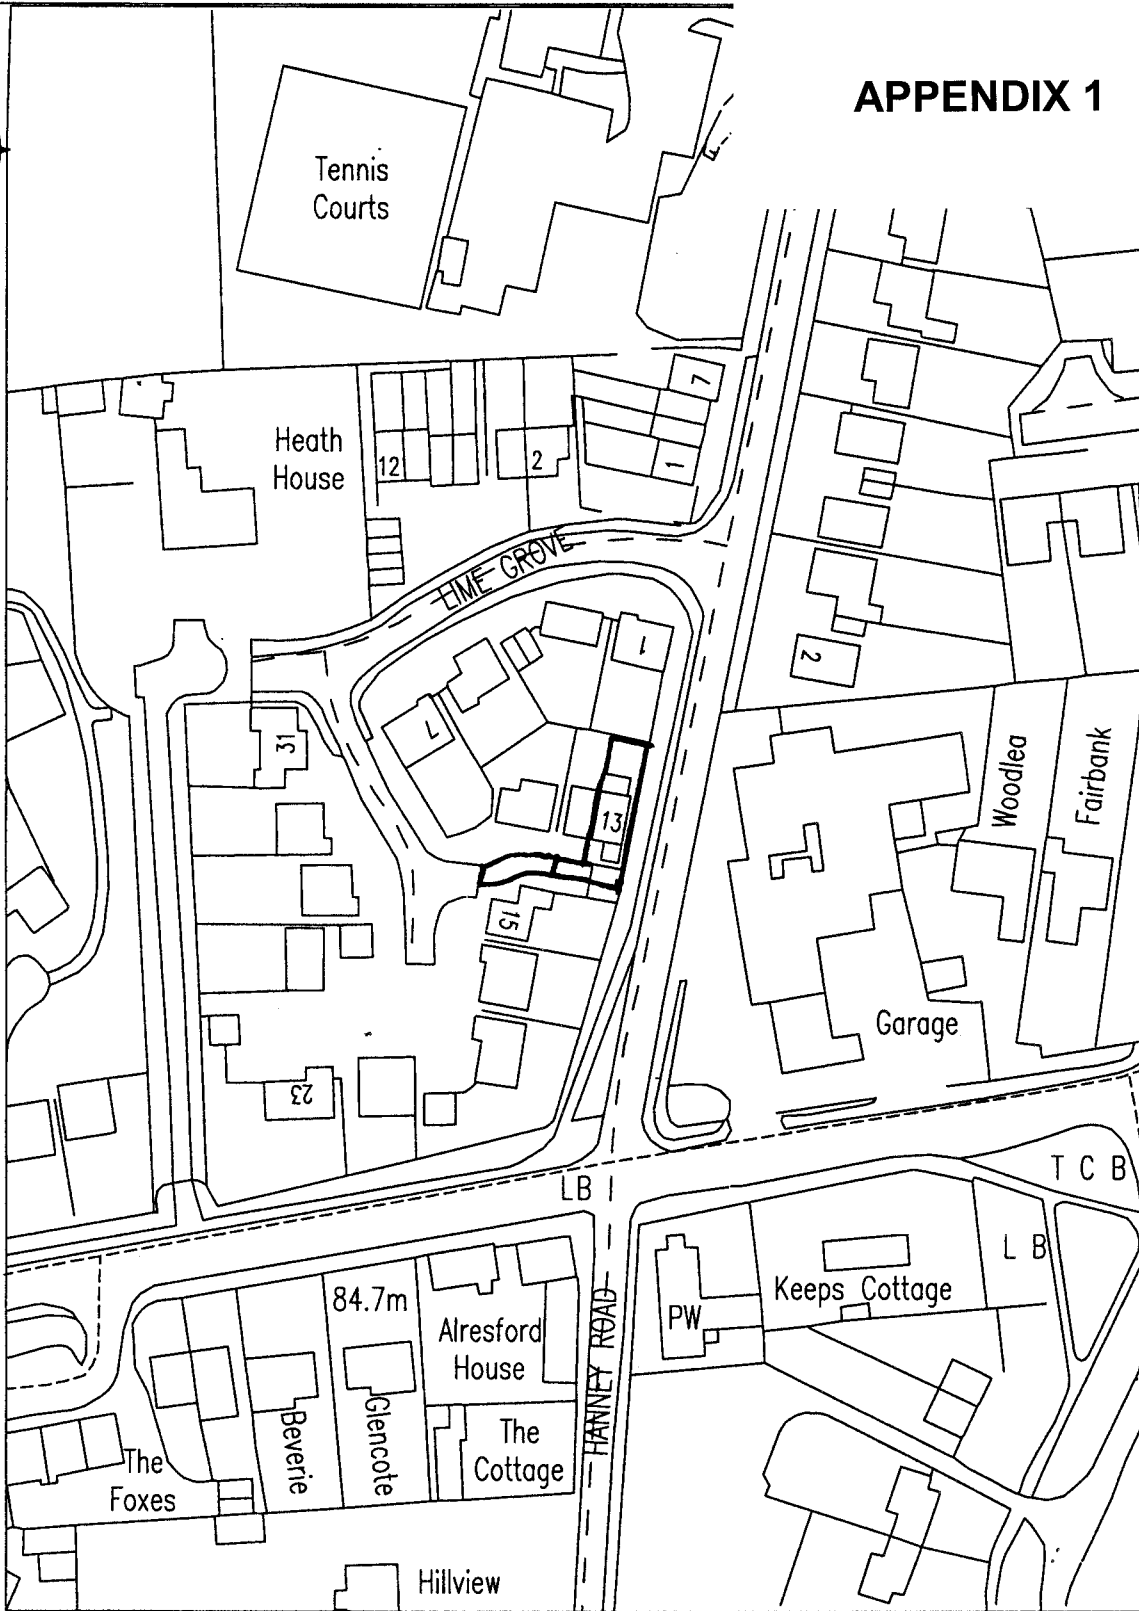 APPENDIX 1
Tennis
Courts
7
Heath
House
12
2
1
LIME GROVE
1
2
7
31
Woodlea
Fairbank
13
15
Garage
23
T C B
LB
L B
84.7m
Keeps Cottage
Alresford
House
PW
HANNEY ROAD
Beverie
Glencote
The
Cottage
The
Foxes
Hillview